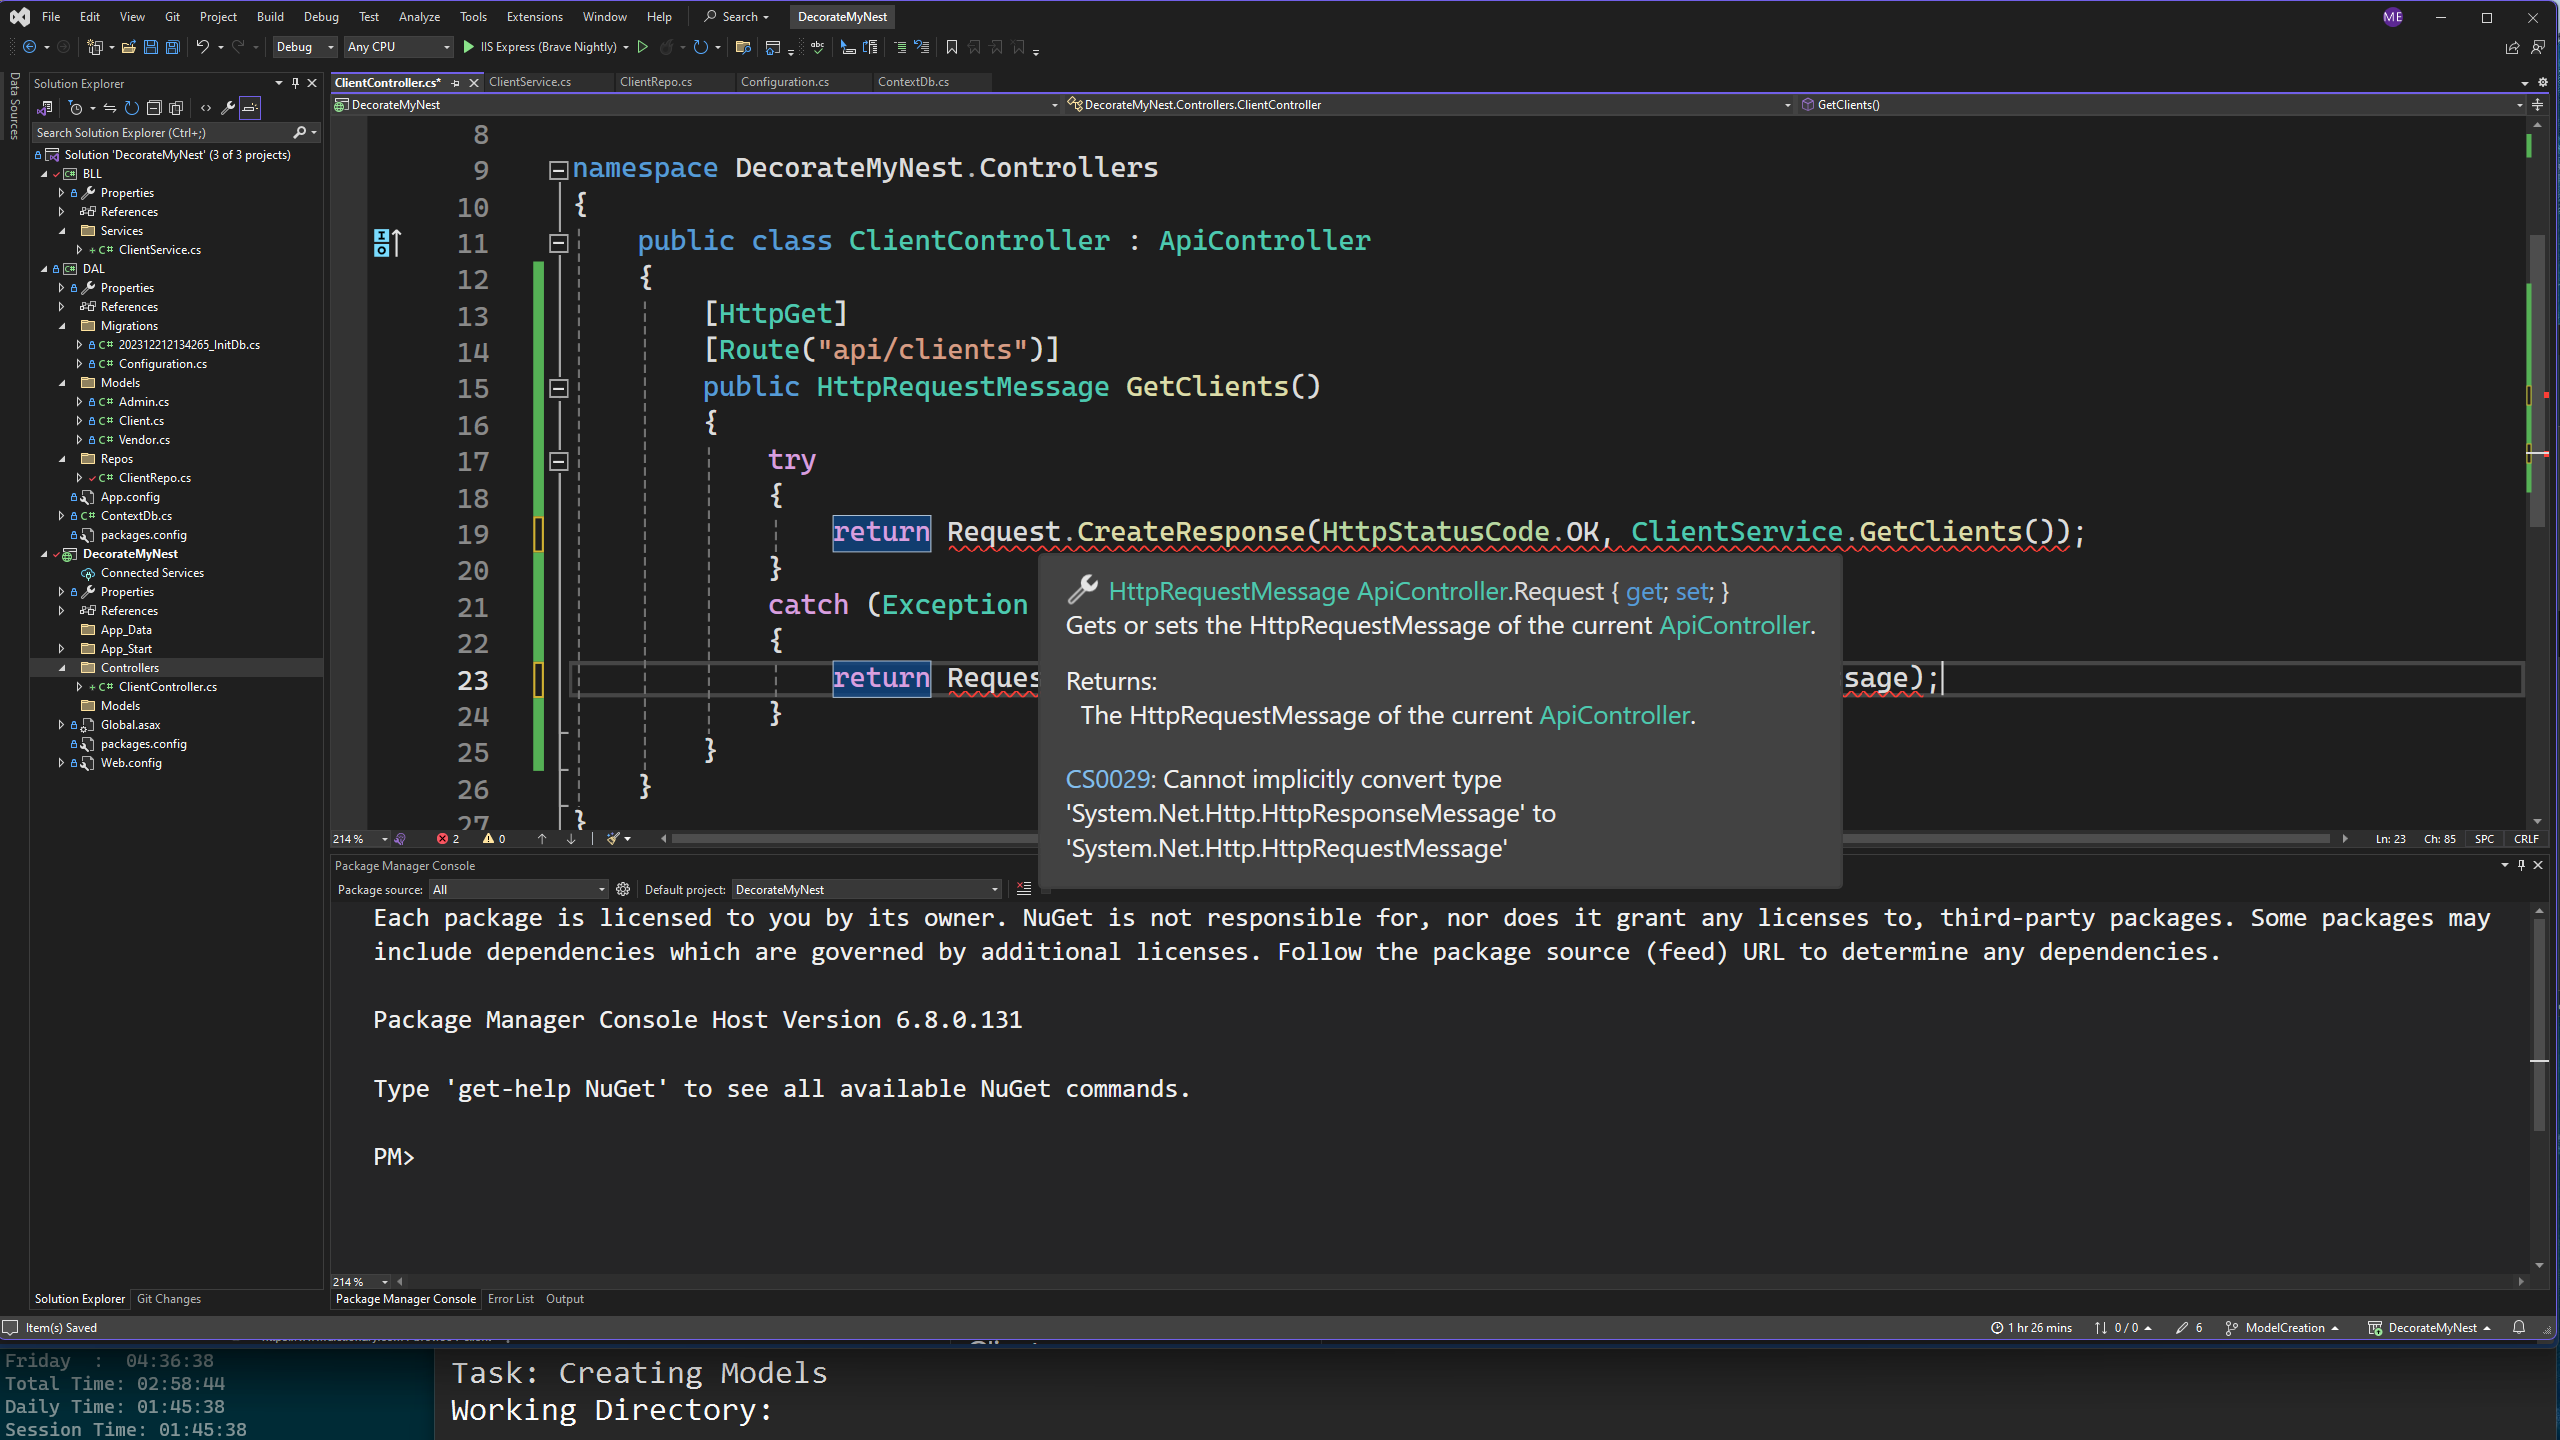 File Edit View Git Project Build Debug Test Analyze Tools Extensions Window Help Search DecorateMyNest ME
Debug Any CPU IIS Express (Brave Nightly)
Data Sources
Solution Explorer
Search Solution Explorer (Ctrl+;)
Solution 'DecorateMyNest' (3 of 3 projects)
BLL
Properties
References
Services
C# ClientService.cs
DAL
Properties
References
Migrations
C# 202312212134265_InitDb.cs
C# Configuration.cs
Models
C# Admin.cs
C# Client.cs
C# Vendor.cs
Repos
C# ClientRepo.cs
App.config
C# ContextDb.cs
packages.config
DecorateMyNest
Connected Services
Properties
References
App_Data
App_Start
Controllers
C# ClientController.cs
Models
Global.asax
packages.config
Web.config
Solution Explorer Git Changes
ClientController.cs* ClientService.cs ClientRepo.cs Configuration.cs ContextDb.cs
DecorateMyNest DecorateMyNest.Controllers.ClientController GetClients()
8
9 namespace DecorateMyNest.Controllers
10 {
11 public class ClientController : ApiController
12 {
13 [HttpGet]
14 [Route("api/clients")]
15 public HttpRequestMessage GetClients()
16 {
17 try
18 {
19 return Request.CreateResponse(HttpStatusCode.OK, ClientService.GetClients());
20 }
21 catch (Exception
22 {
23 return Reques sage);
24 }
25 }
26 }
27 }
HttpRequestMessage ApiController.Request { get; set; }
Gets or sets the HttpRequestMessage of the current ApiController.
Returns:
The HttpRequestMessage of the current ApiController.
CS0029: Cannot implicitly convert type
'System.Net.Http.HttpResponseMessage' to
'System.Net.Http.HttpRequestMessage'
214 % 2 0 Ln: 23 Ch: 85 SPC CRLF
Package Manager Console
Package source: All Default project: DecorateMyNest
Each package is licensed to you by its owner. NuGet is not responsible for, nor does it grant any licenses to, third-party packages. Some packages may
include dependencies which are governed by additional licenses. Follow the package source (feed) URL to determine any dependencies.
Package Manager Console Host Version 6.8.0.131
Type 'get-help NuGet' to see all available NuGet commands.
PM>
214 %
Package Manager Console Error List Output
Item(s) Saved 1 hr 26 mins 0 / 0 6 ModelCreation DecorateMyNest
Friday : 04:36:38
Total Time: 02:58:44
Daily Time: 01:45:38
Session Time: 01:45:38
Task: Creating Models
Working Directory: